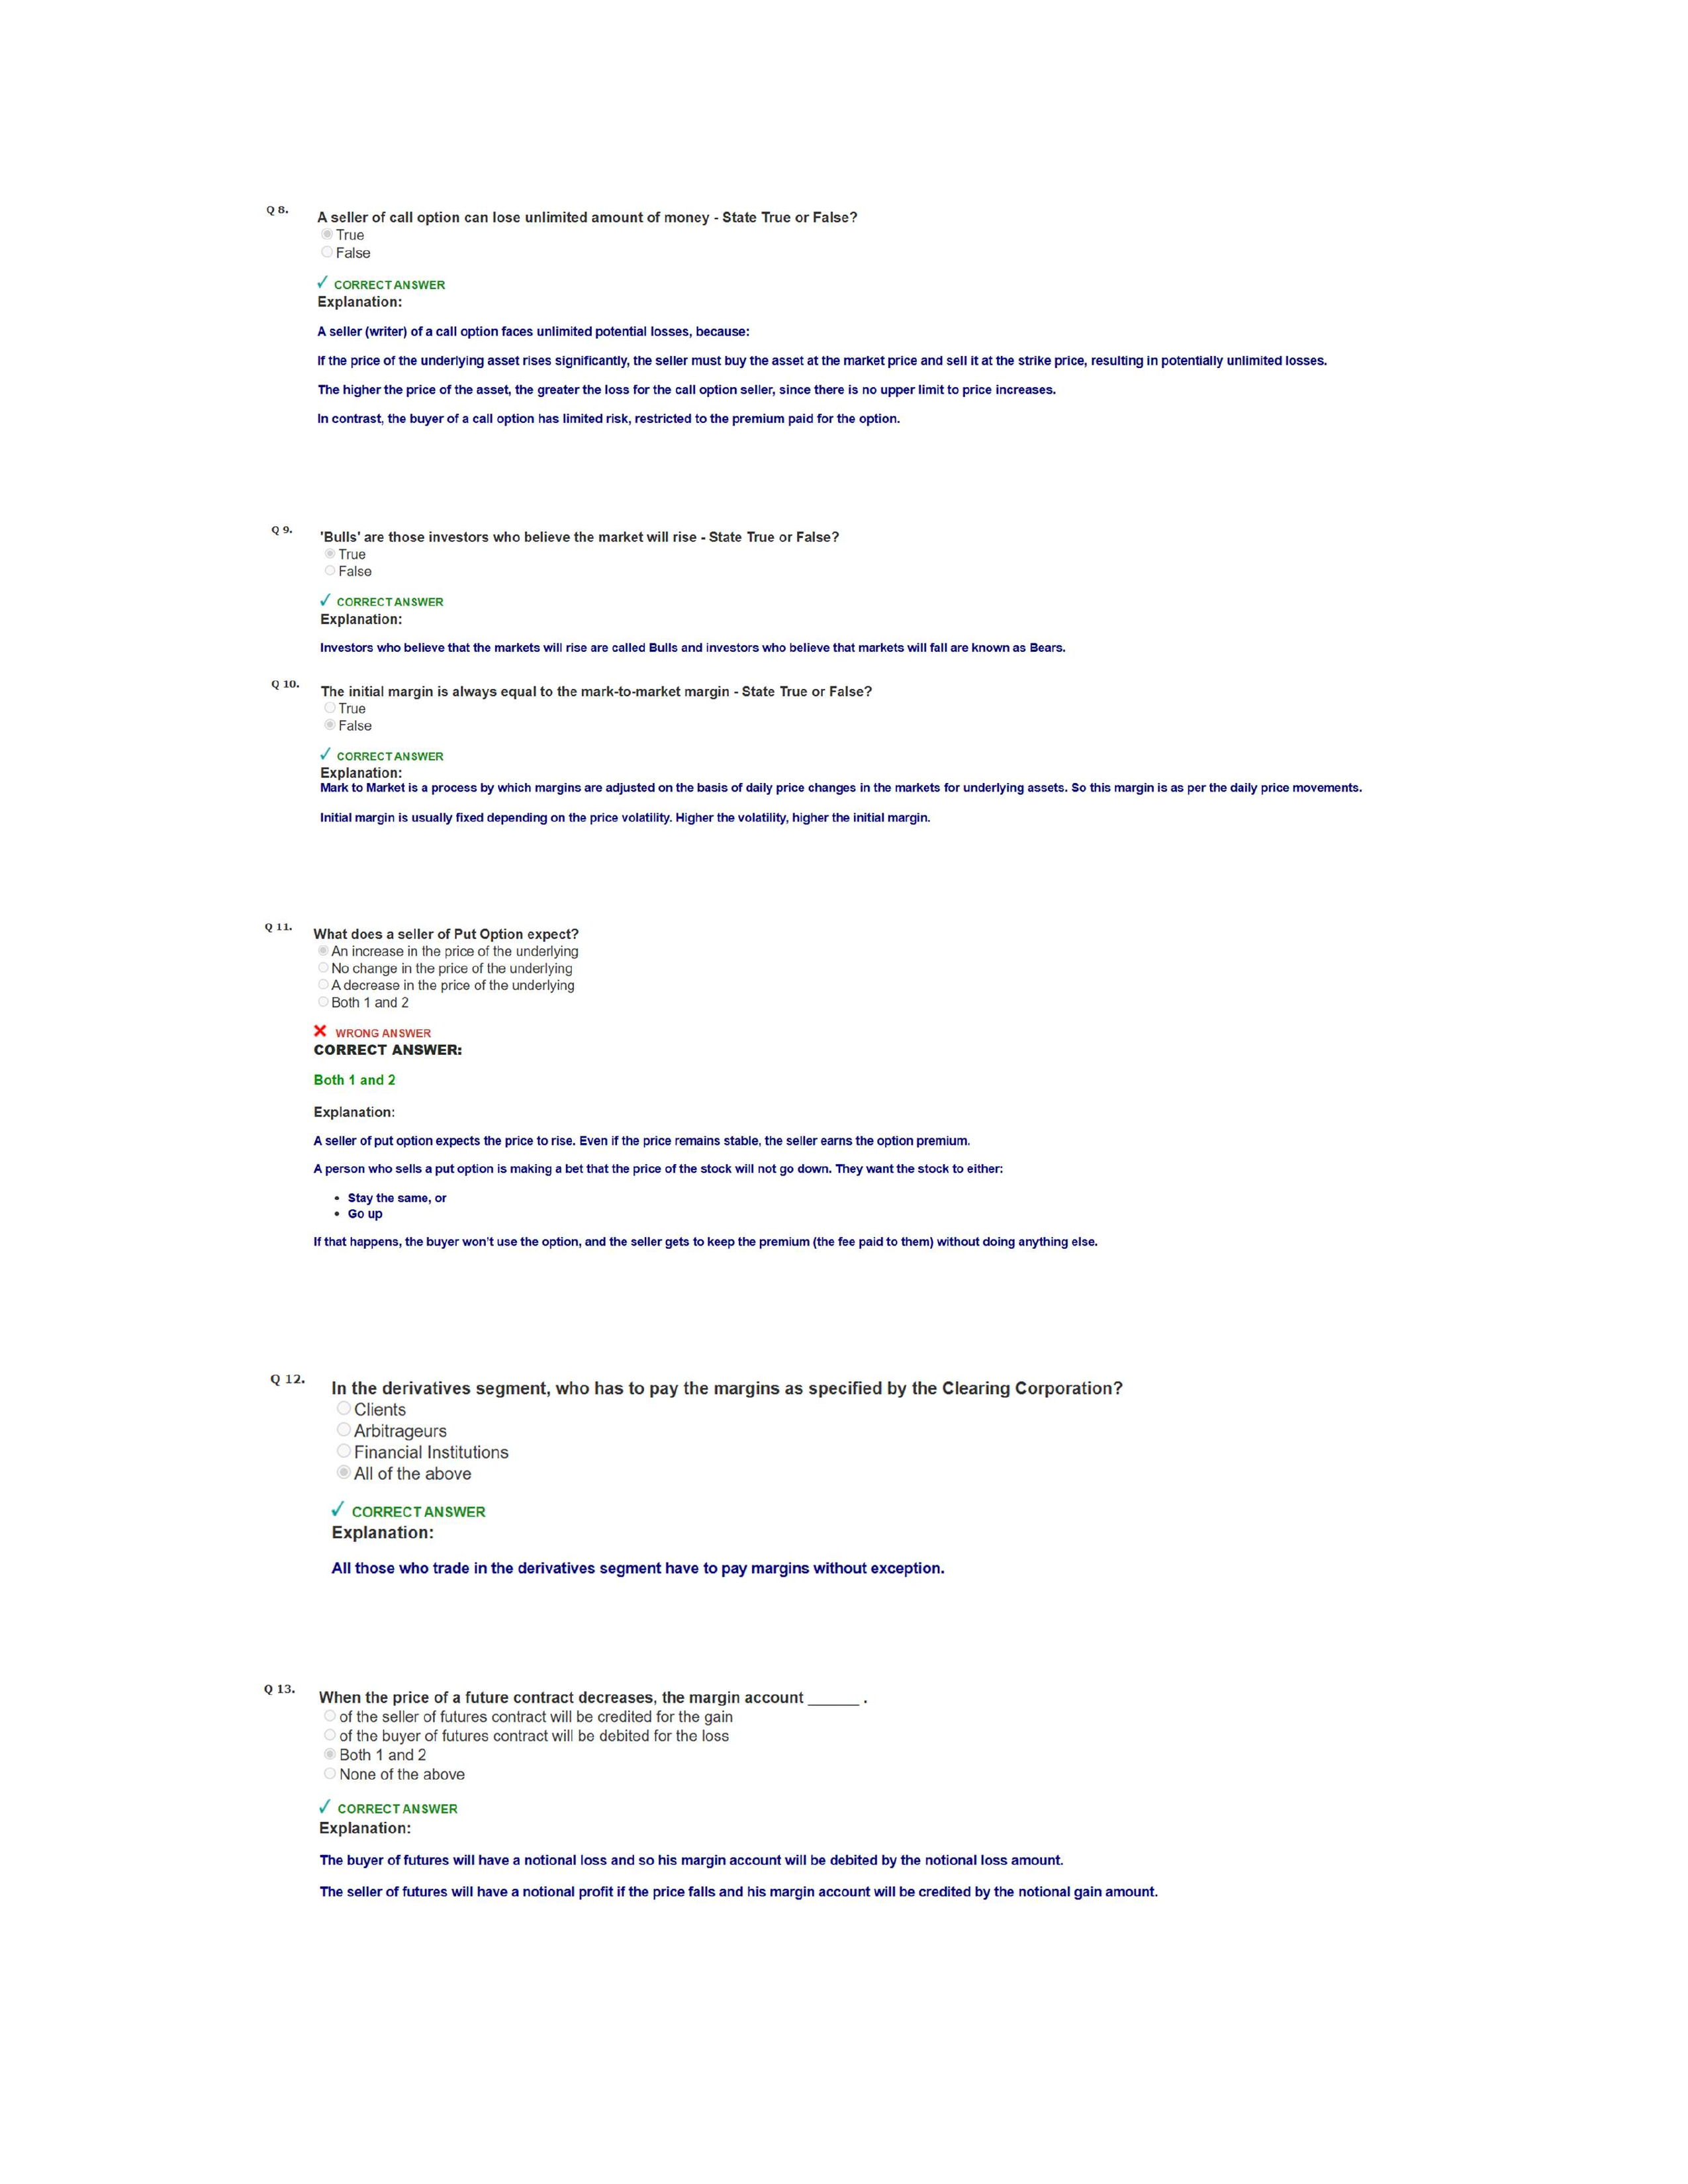 Q 8.
A seller of call option can lose unlimited amount of money - State True or False?
True
False
✓ CORRECT ANSWER
Explanation:
A seller (writer) of a call option faces unlimited potential losses, because:
If the price of the underlying asset rises significantly, the seller must buy the asset at the market price and sell it at the strike price, resulting in potentially unlimited losses.
The higher the price of the asset, the greater the loss for the call option seller, since there is no upper limit to price increases.
In contrast, the buyer of a call option has limited risk, restricted to the premium paid for the option.
Q 9.
'Bulls' are those investors who believe the market will rise - State True or False?
True
False
✓ CORRECT ANSWER
Explanation:
Investors who believe that the markets will rise are called Bulls and investors who believe that markets will fall are known as Bears.
Q 10.
The initial margin is always equal to the mark-to-market margin - State True or False?
True
False
✓ CORRECT ANSWER
Explanation:
Mark to Market is a process by which margins are adjusted on the basis of daily price changes in the markets for underlying assets. So this margin is as per the daily price movements.
Initial margin is usually fixed depending on the price volatility. Higher the volatility, higher the initial margin.
Q 11.
What does a seller of Put Option expect?
An increase in the price of the underlying
No change in the price of the underlying
A decrease in the price of the underlying
Both 1 and 2
✕ WRONG ANSWER
CORRECT ANSWER:
Both 1 and 2
Explanation:
A seller of put option expects the price to rise. Even if the price remains stable, the seller earns the option premium.
A person who sells a put option is making a bet that the price of the stock will not go down. They want the stock to either:
• Stay the same, or
• Go up
If that happens, the buyer won't use the option, and the seller gets to keep the premium (the fee paid to them) without doing anything else.
Q 12.
In the derivatives segment, who has to pay the margins as specified by the Clearing Corporation?
Clients
Arbitrageurs
Financial Institutions
All of the above
✓ CORRECT ANSWER
Explanation:
All those who trade in the derivatives segment have to pay margins without exception.
Q 13.
When the price of a future contract decreases, the margin account ______ .
of the seller of futures contract will be credited for the gain
of the buyer of futures contract will be debited for the loss
Both 1 and 2
None of the above
✓ CORRECT ANSWER
Explanation:
The buyer of futures will have a notional loss and so his margin account will be debited by the notional loss amount.
The seller of futures will have a notional profit if the price falls and his margin account will be credited by the notional gain amount.